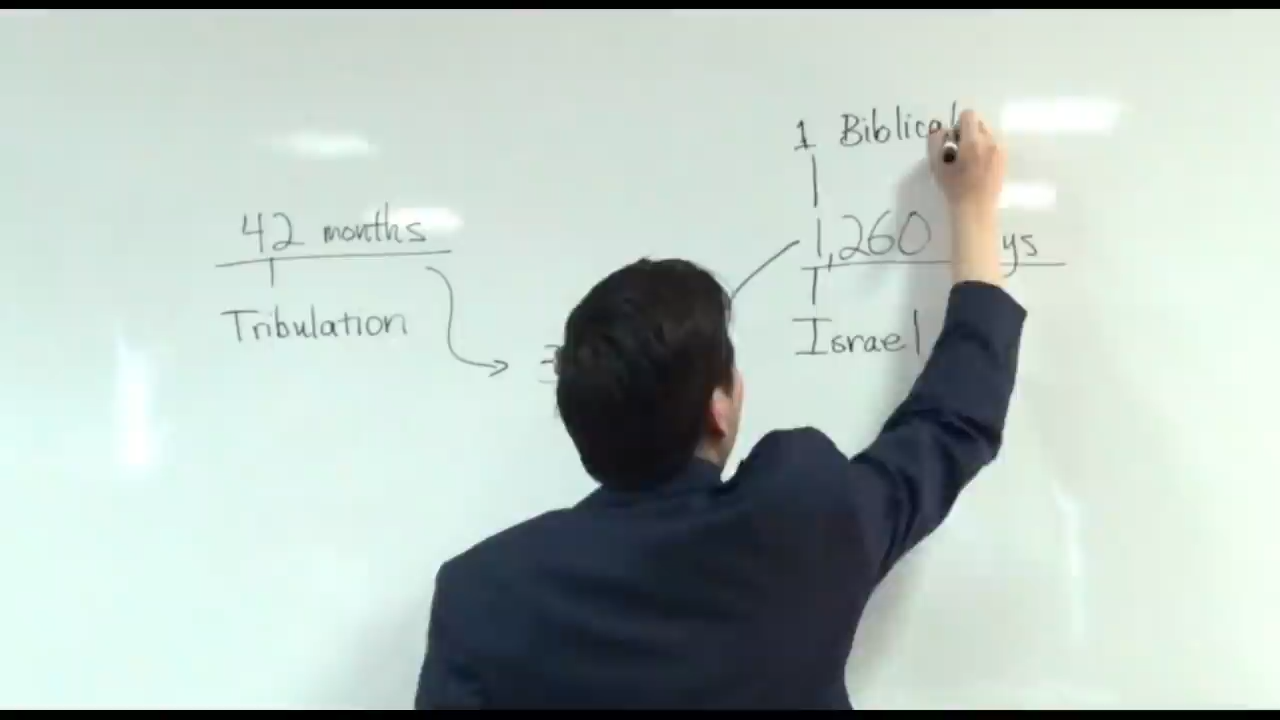 1 Biblical
42 months
1,260
Tribulation
Israel